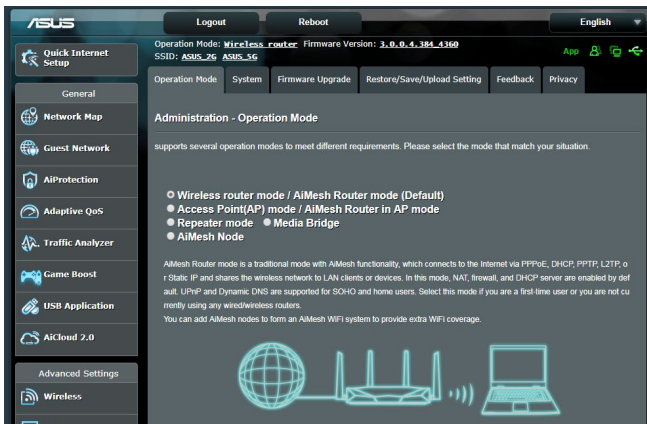 ASUS
Logout
Reboot
English
Quick Internet
Setup
General
Network Map
Guest Network
AiProtection
Adaptive QoS
Traffic Analyzer
Game Boost
USB Application
AiCloud 2.0
Advanced Settings
Wireless
Operation Mode: Wireless router Firmware Version: 3.0.0.4.384_4360
SSID: ASUS_2G ASUS_5G
App
Operation Mode System Firmware Upgrade Restore/Save/Upload Setting Feedback Privacy
Administration - Operation Mode
supports several operation modes to meet different requirements. Please select the mode that match your situation.
Wireless router mode / AiMesh Router mode (Default)
Access Point(AP) mode / AiMesh Router in AP mode
Repeater mode Media Bridge
AiMesh Node
AiMesh Router mode is a traditional mode with AiMesh functionality, which connects to the Internet via PPPoE, DHCP, PPTP, L2TP, o
r Static IP and shares the wireless network to LAN clients or devices. In this mode, NAT, firewall, and DHCP server are enabled by def
ault. UPnP and Dynamic DNS are supported for SOHO and home users. Select this mode if you are a first-time user or you are not cu
rrently using any wired/wireless routers.
You can add AiMesh nodes to form an AiMesh WiFi system to provide extra WiFi coverage.